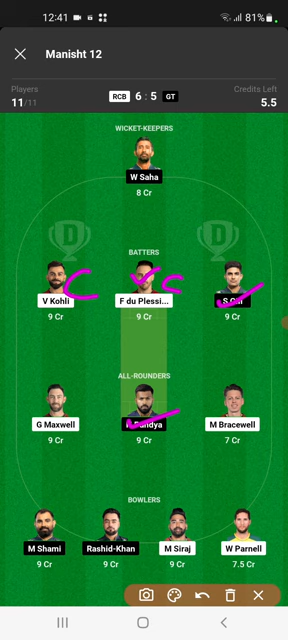 12:41 81%
Manisht 12
Players Credits Left
11/11 RCB 6 : 5 GT 5.5
WICKET-KEEPERS
W Saha
8 Cr
BATTERS
V Kohli F du Plessi... S Gill
9 Cr 9 Cr 9 Cr
ALL-ROUNDERS
G Maxwell H Pandya M Bracewell
9 Cr 9 Cr 7 Cr
BOWLERS
M Shami Rashid-Khan M Siraj W Parnell
9 Cr 9 Cr 9 Cr 7.5 Cr